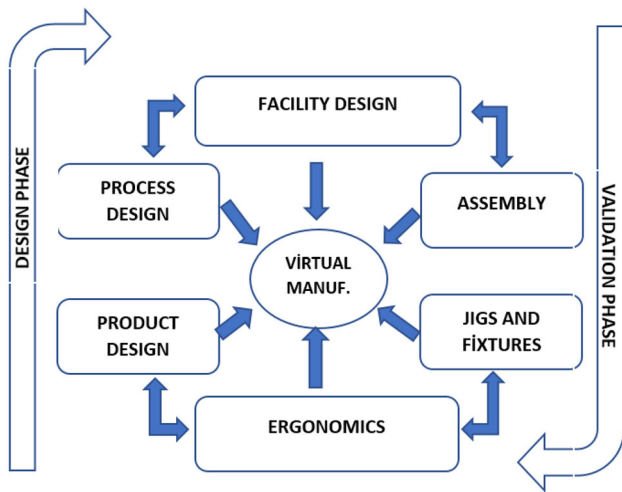 FACILITY DESIGN
PROCESS
DESIGN
ASSEMBLY
VİRTUAL
MANUF.
PRODUCT
DESIGN
JIGS AND
FİXTURES
ERGONOMICS
DESIGN PHASE
VALIDATION PHASE